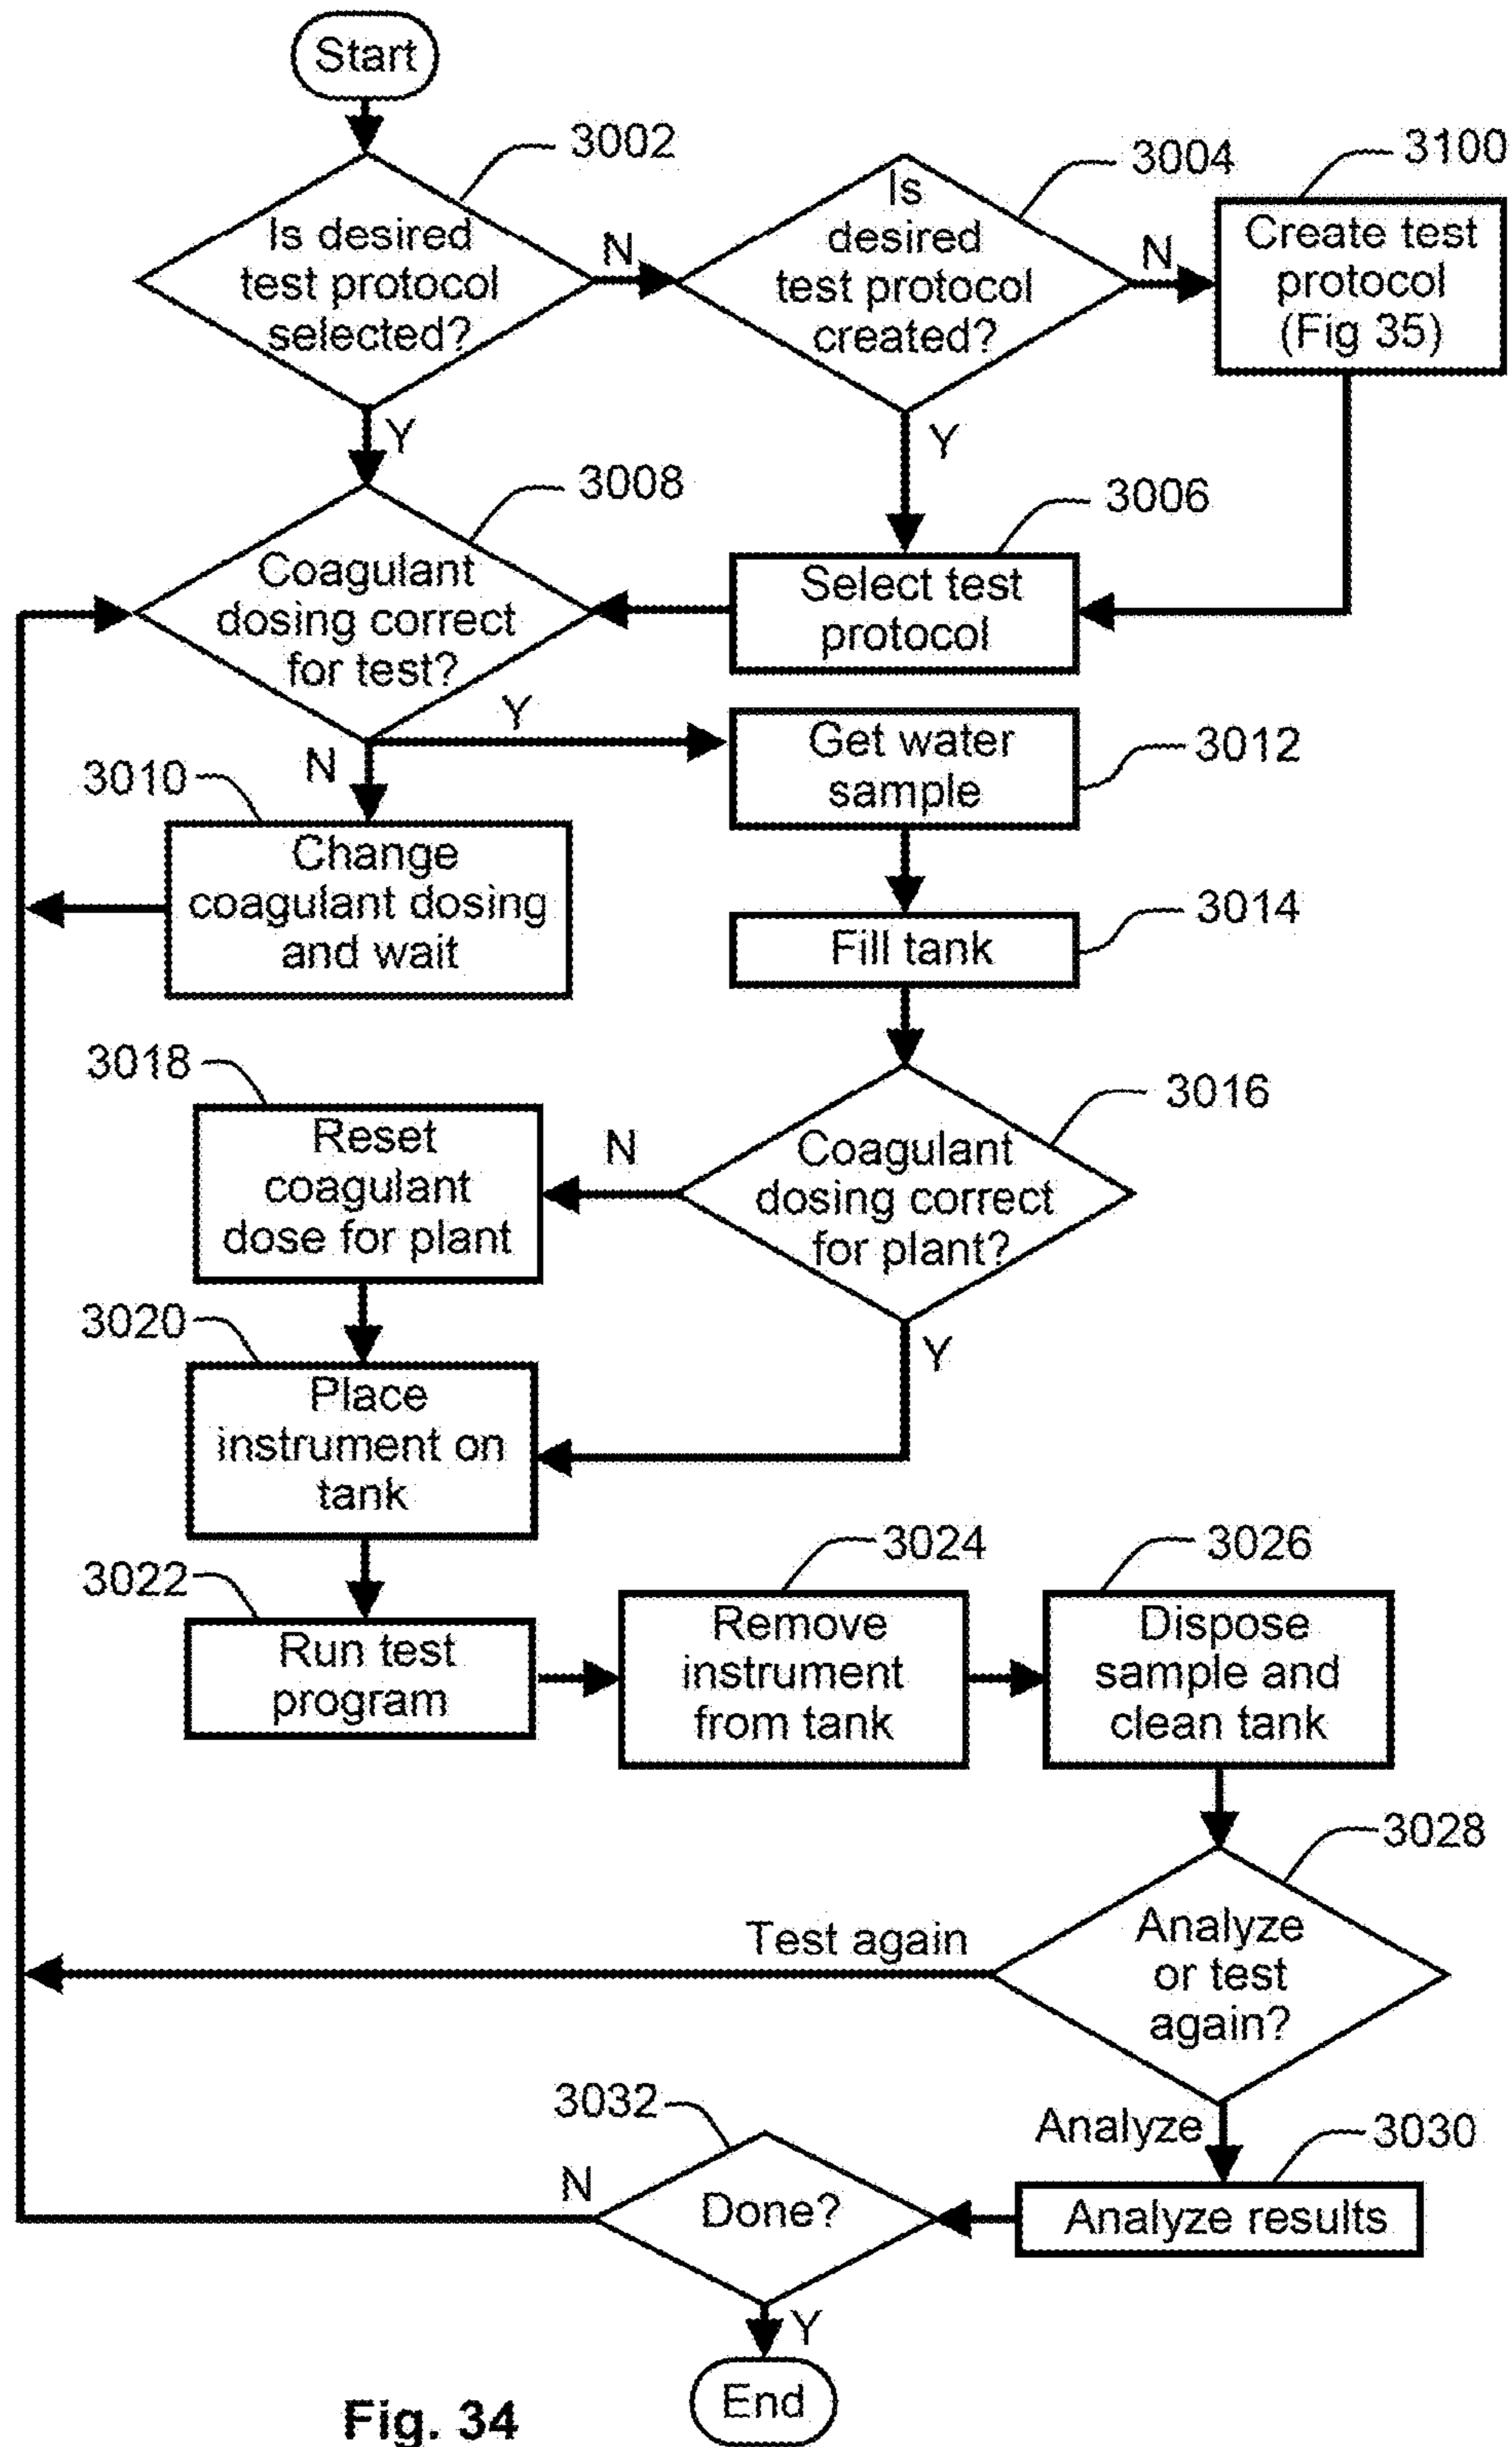 Start
3002
Is desired
test protocol
selected?
N
3004
Is
desired
test protocol
created?
N
3100
Create test
protocol
(Fig 35)
Y
Y
3008
Coagulant
dosing correct
for test?
3006
Select test
protocol
Y
N
3012
Get water
sample
3010
Change
coagulant dosing
and wait
3014
Fill tank
3018
Reset
coagulant
dose for plant
N
3016
Coagulant
dosing correct
for plant?
Y
3020
Place
instrument on
tank
3022
Run test
program
3024
Remove
instrument
from tank
3026
Dispose
sample and
clean tank
3028
Analyze
or test
again?
Test again
Analyze
3030
Analyze results
3032
Done?
N
Y
End
Fig. 34